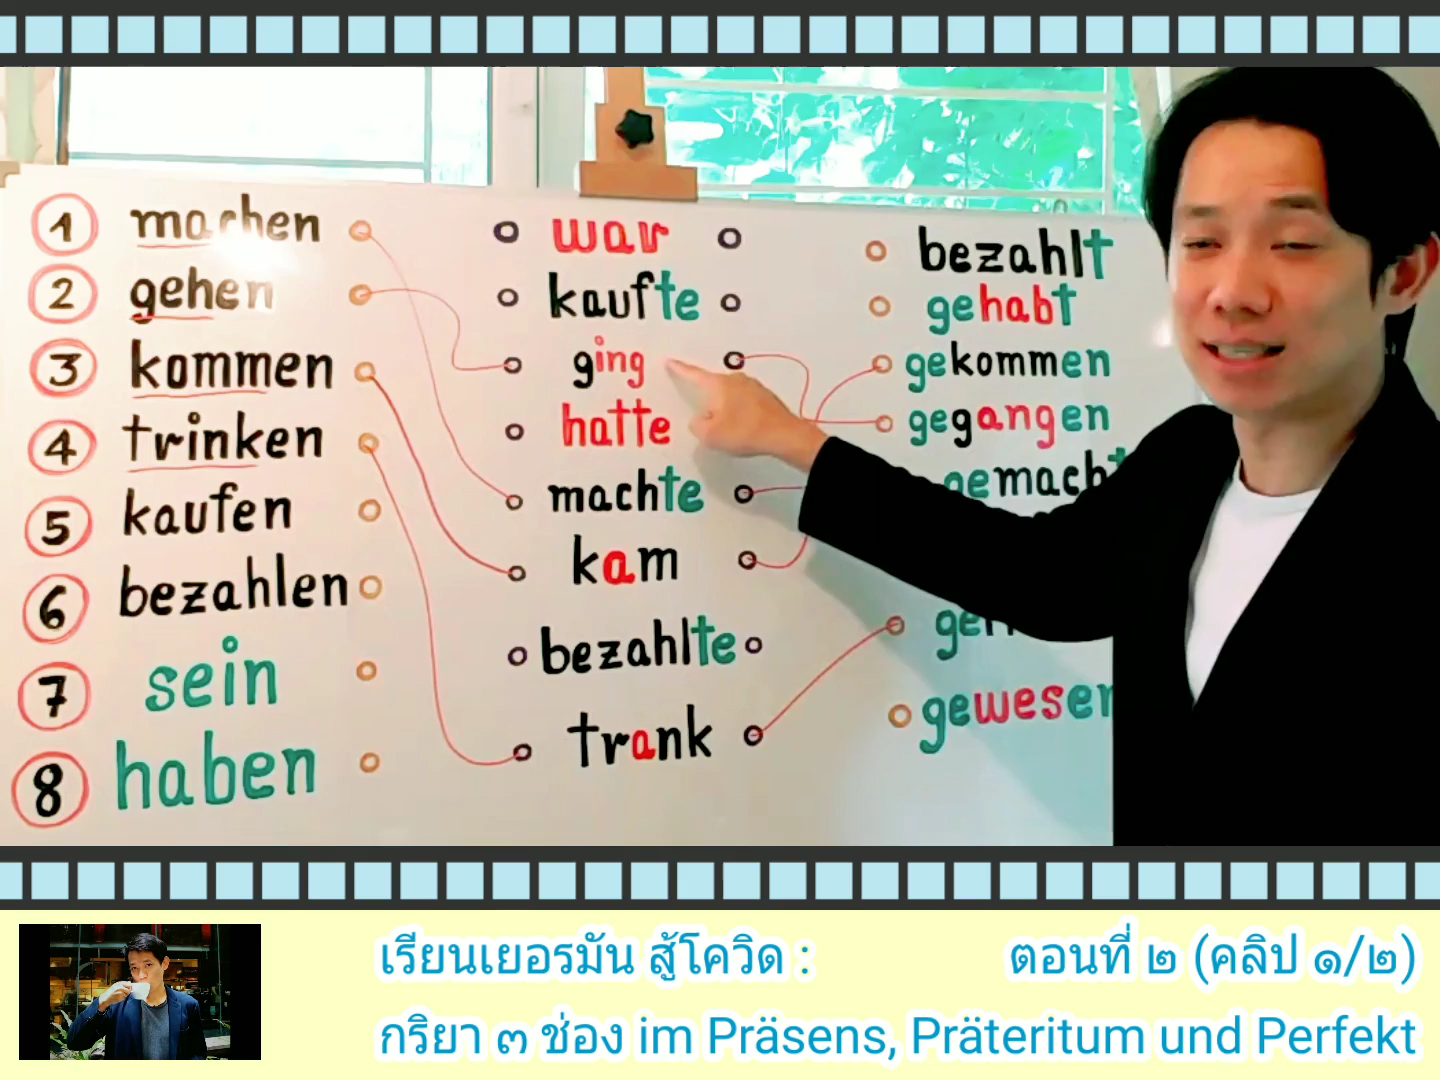 1 machen
2 gehen
3 kommen
4 trinken
5 kaufen
6 bezahlen
7 sein
8 haben
war
kaufte
ging
hatte
machte
kam
bezahlte
trank
bezahlt
gehabt
gekommen
gegangen
gemacht
gewesen
เรียนเยอรมัน สู้โควิด : ตอนที่ ๒ (คลิป ๑/๒)
กริยา ๓ ช่อง im Präsens, Präteritum und Perfekt